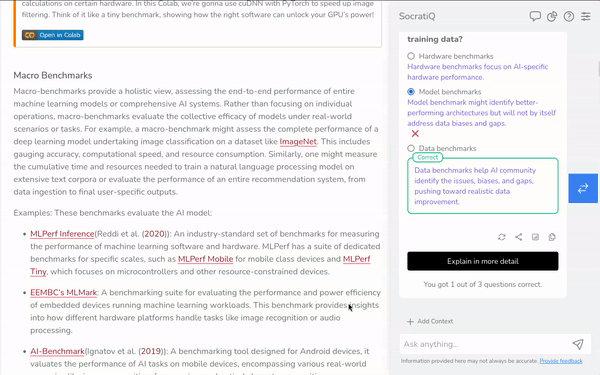 calculations on certain hardware. In this Colab, we're gonna use cuDNN with PyTorch to speed up image
filtering. Think of it like a tiny benchmark, showing how the right software can unlock your GPU's power!
Open in Colab
Macro Benchmarks
Macro-benchmarks provide a holistic view, assessing the end-to-end performance of entire
machine learning models or comprehensive AI systems. Rather than focusing on individual
operations, macro-benchmarks evaluate the collective efficacy of models under real-world
scenarios or tasks. For example, a macro-benchmark might assess the complete performance of a
deep learning model undertaking image classification on a dataset like ImageNet. This includes
gauging accuracy, computational speed, and resource consumption. Similarly, one might measure
the cumulative time and resources needed to train a natural language processing model on
extensive text corpora or evaluate the performance of an entire recommendation system, from
data ingestion to final user-specific outputs.
Examples: These benchmarks evaluate the AI model:
• MLPerf Inference(Reddi et al. (2020)): An industry-standard set of benchmarks for measuring
the performance of machine learning software and hardware. MLPerf has a suite of dedicated
benchmarks for specific scales, such as MLPerf Mobile for mobile class devices and MLPerf
Tiny, which focuses on microcontrollers and other resource-constrained devices.
• EEMBC's MLMark: A benchmarking suite for evaluating the performance and power efficiency
of embedded devices running machine learning workloads. This benchmark provides insights
into how different hardware platforms handle tasks like image recognition or audio
processing.
• AI-Benchmark(Ignatov et al. (2019)): A benchmarking tool designed for Android devices, it
evaluates the performance of AI tasks on mobile devices, encompassing various real-world
SocratiQ
training data?
Hardware benchmarks
Hardware benchmarks focus on AI-specific
hardware performance.
Model benchmarks
Model benchmark might identify better-
performing architectures but will not by itself
address data biases and gaps.
Data benchmarks
Correct
Data benchmarks help AI community
identify the issues, biases, and gaps,
pushing toward realistic data
improvement.
Explain in more detail
You got 1 out of 3 questions correct.
+ Add Context
Ask anything...
Information provided here may not always be accurate. Provide feedback